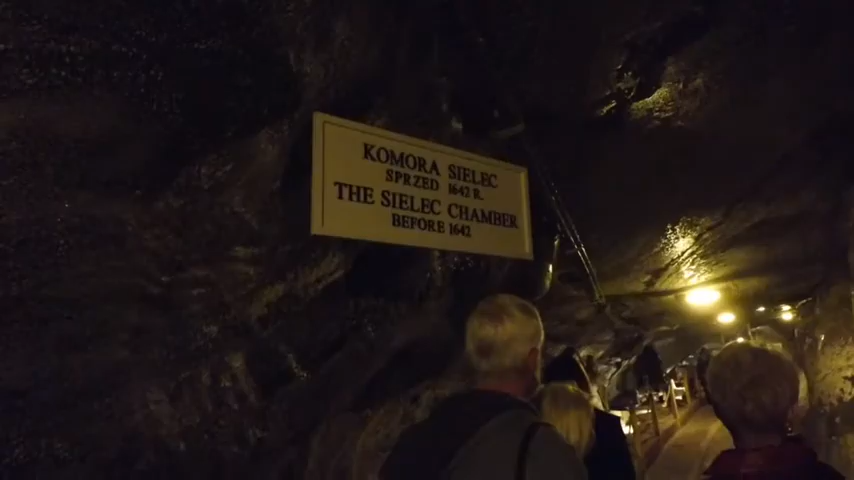 KOMORA SIELEC
SPRZED 1642 R.
THE SIELEC CHAMBER
BEFORE 1642